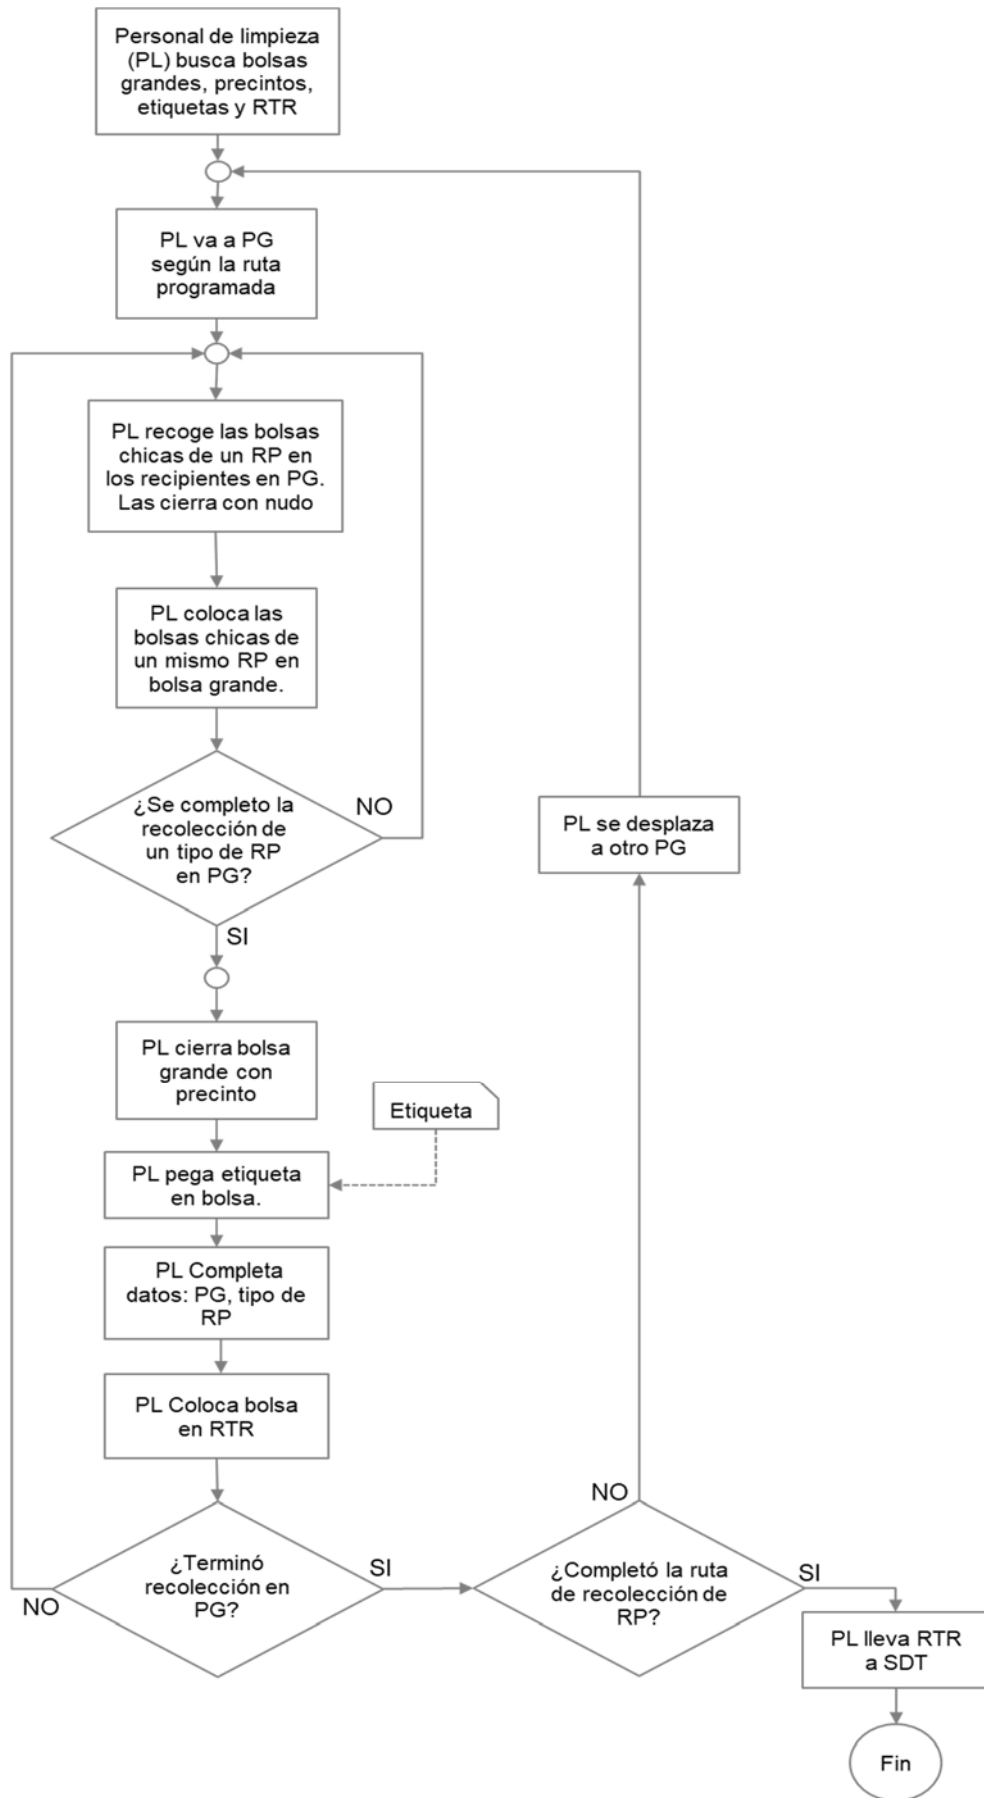 Personal de limpieza
(PL) busca bolsas
grandes, precintos,
etiquetas y RTR
PL va a PG
según la ruta
programada
PL recoge las bolsas
chicas de un RP en
los recipientes en PG.
Las cierra con nudo
PL coloca las
bolsas chicas de
un mismo RP en
bolsa grande.
¿Se completo la
recolección de
un tipo de RP
en PG?
NO
SI
PL se desplaza
a otro PG
PL cierra bolsa
grande con
precinto
Etiqueta
PL pega etiqueta
en bolsa.
PL Completa
datos: PG, tipo de
RP
PL Coloca bolsa
en RTR
¿Terminó
recolección en
PG?
NO
SI
¿Completó la ruta
de recolección de
RP?
NO
SI
PL lleva RTR
a SDT
Fin